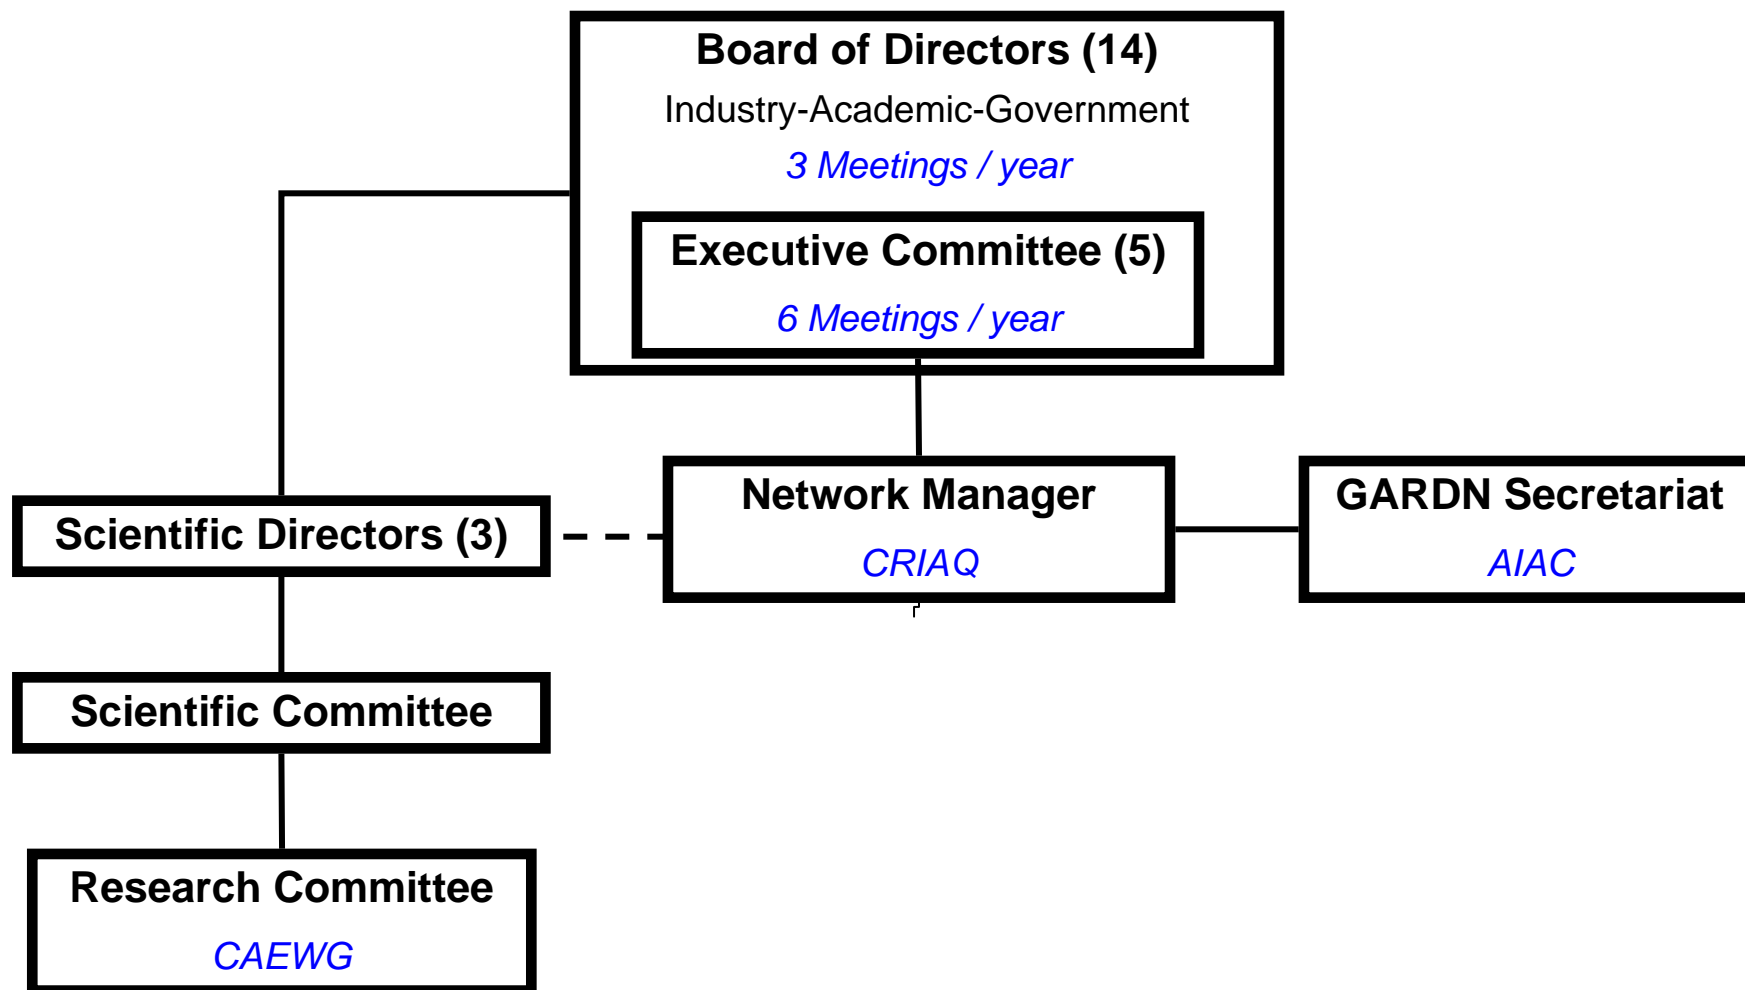 Board of Directors (14)
Industry-Academic-Government
3 Meetings / year
Executive Committee (5)
6 Meetings / year
Network Manager
CRIAQ
GARDN Secretariat
AIAC
Scientific Directors (3)
Scientific Committee
Research Committee
CAEWG